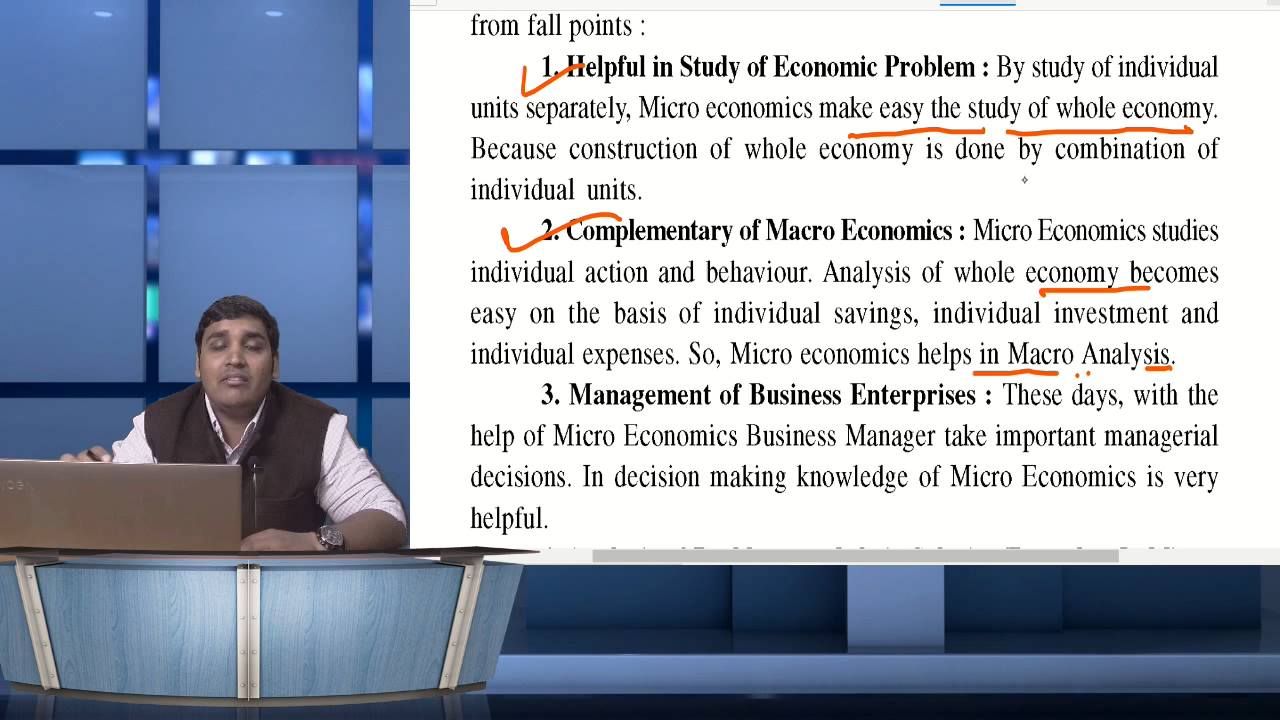 from fall points :
1. Helpful in Study of Economic Problem : By study of individual
units separately, Micro economics make easy the study of whole economy.
Because construction of whole economy is done by combination of
individual units.
2. Complementary of Macro Economics : Micro Economics studies
individual action and behaviour. Analysis of whole economy becomes
easy on the basis of individual savings, individual investment and
individual expenses. So, Micro economics helps in Macro Analysis.
3. Management of Business Enterprises : These days, with the
help of Micro Economics Business Manager take important managerial
decisions. In decision making knowledge of Micro Economics is very
helpful.